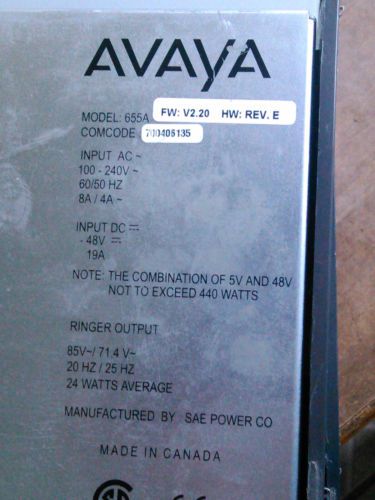 AVAYA
MODEL: 655A FW: V2.20 HW: REV. E
COMCODE: 700406135
INPUT AC ~
100 - 240V ~
60/50 HZ
8A / 4A ~
INPUT DC ⎓
- 48V ⎓
19A
NOTE: THE COMBINATION OF 5V AND 48V
NOT TO EXCEED 440 WATTS
RINGER OUTPUT
85V~/ 71.4 V~
20 HZ / 25 HZ
24 WATTS AVERAGE
MANUFACTURED BY SAE POWER CO
MADE IN CANADA